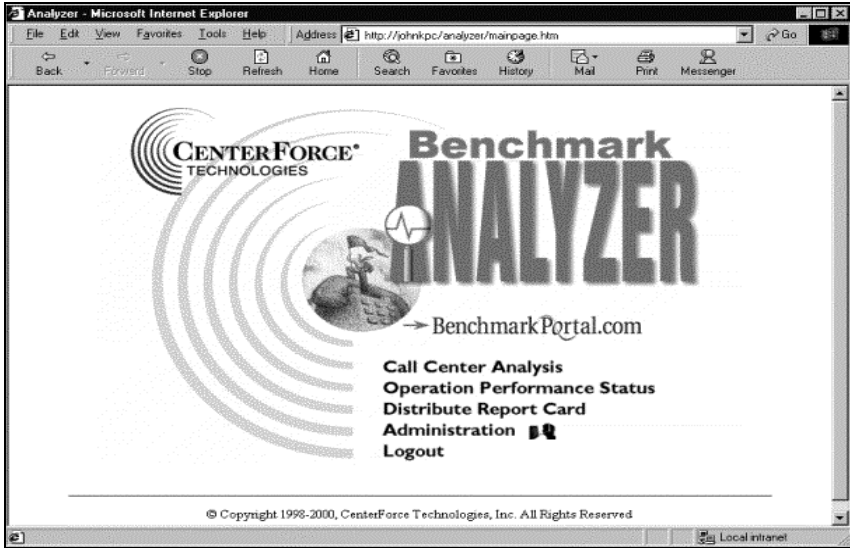 Analyzer - Microsoft Internet Explorer
File Edit View Favorites Tools Help Address http://johnkpc/analyzer/mainpage.htm Go
Back Forward Stop Refresh Home Search Favorites History Mail Print Messenger
CENTERFORCE
TECHNOLOGIES
Benchmark
ANALYZER
BenchmarkPortal.com
Call Center Analysis
Operation Performance Status
Distribute Report Card
Administration
Logout
© Copyright 1998-2000, CenterForce Technologies, Inc. All Rights Reserved
Local intranet